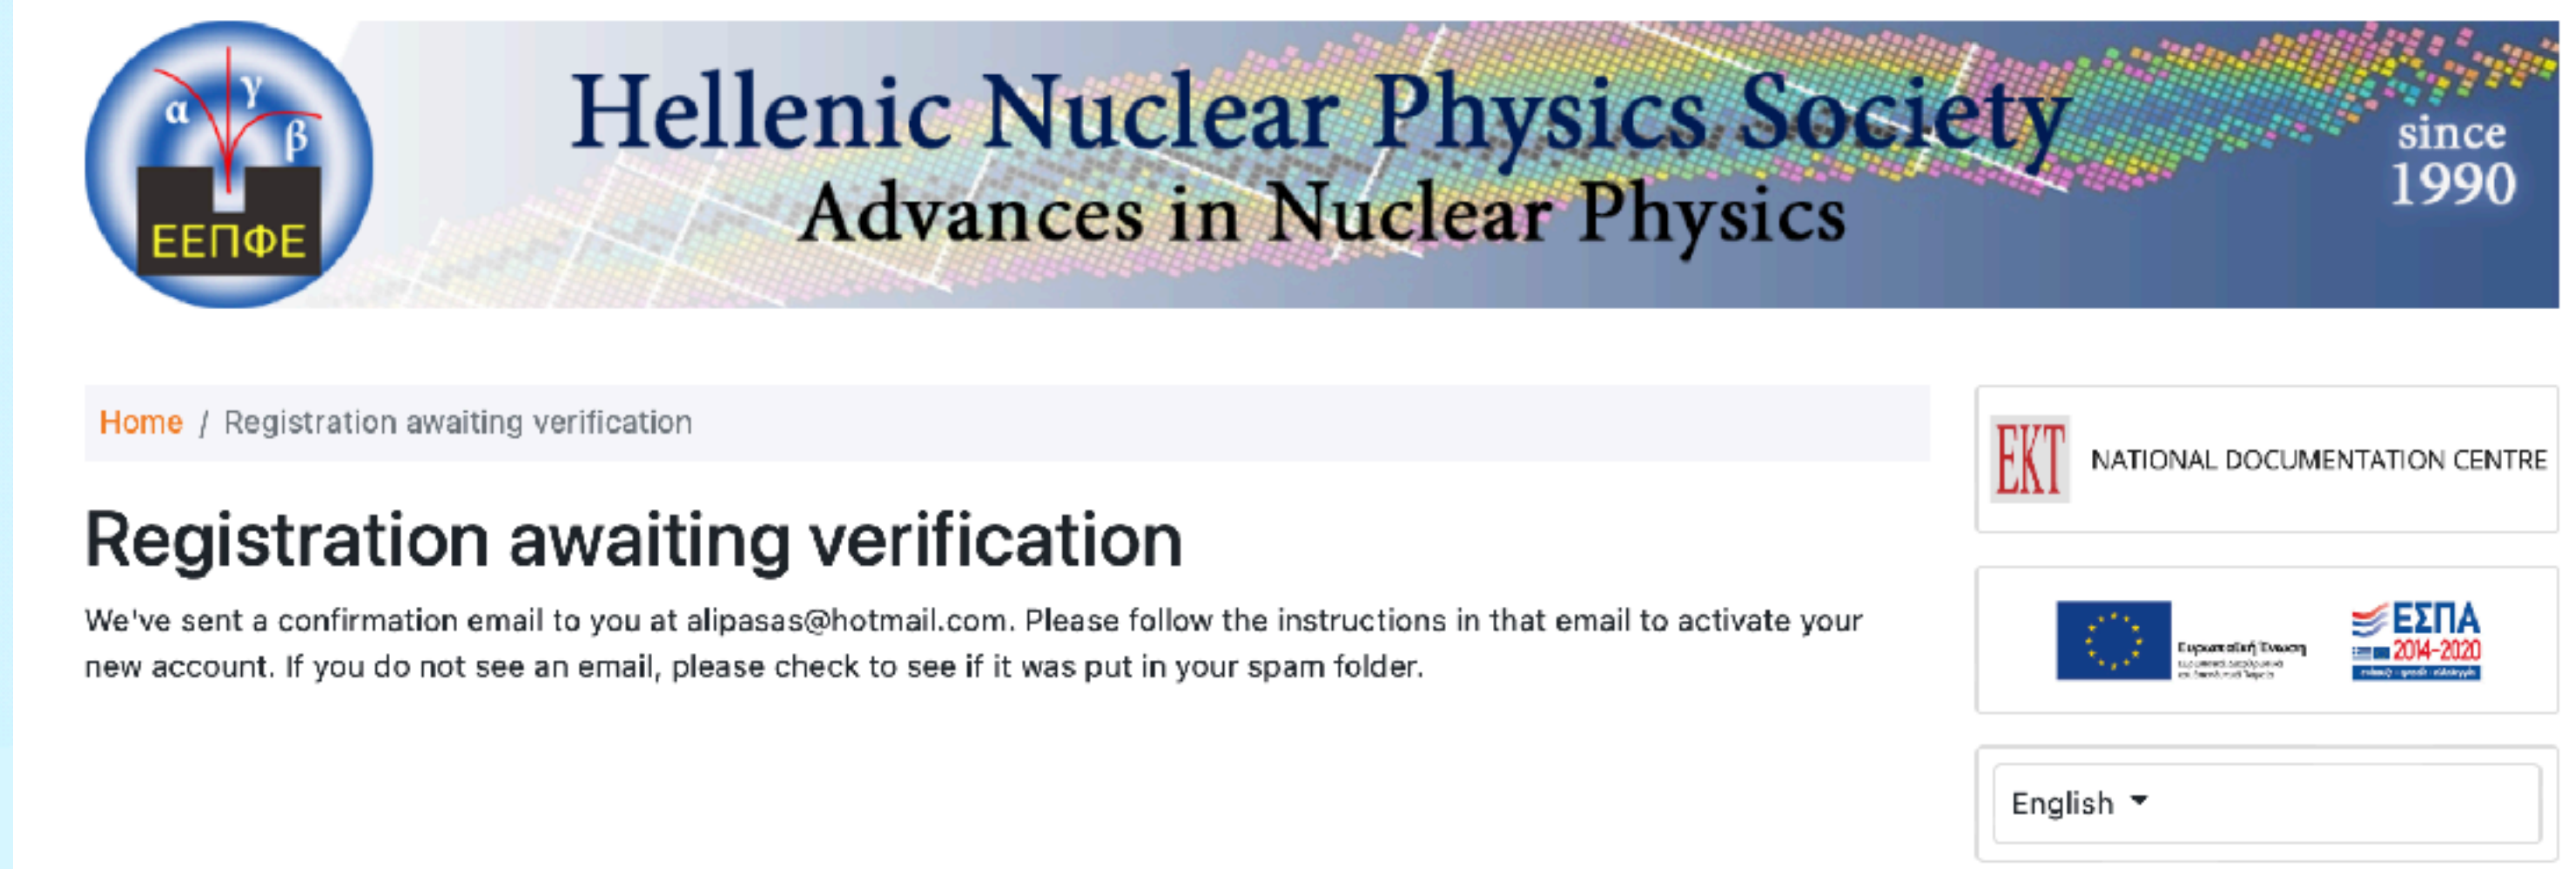 α
γ
β
ΕΕΠΦΕ
Hellenic Nuclear Physics Society
Advances in Nuclear Physics
since
1990
Home / Registration awaiting verification
Registration awaiting verification
We've sent a confirmation email to you at alipasas@hotmail.com. Please follow the instructions in that email to activate your
new account. If you do not see an email, please check to see if it was put in your spam folder.
EKT NATIONAL DOCUMENTATION CENTRE
Ευρωπαϊκή Ένωση
ΕΣΠΑ
2014-2020
English